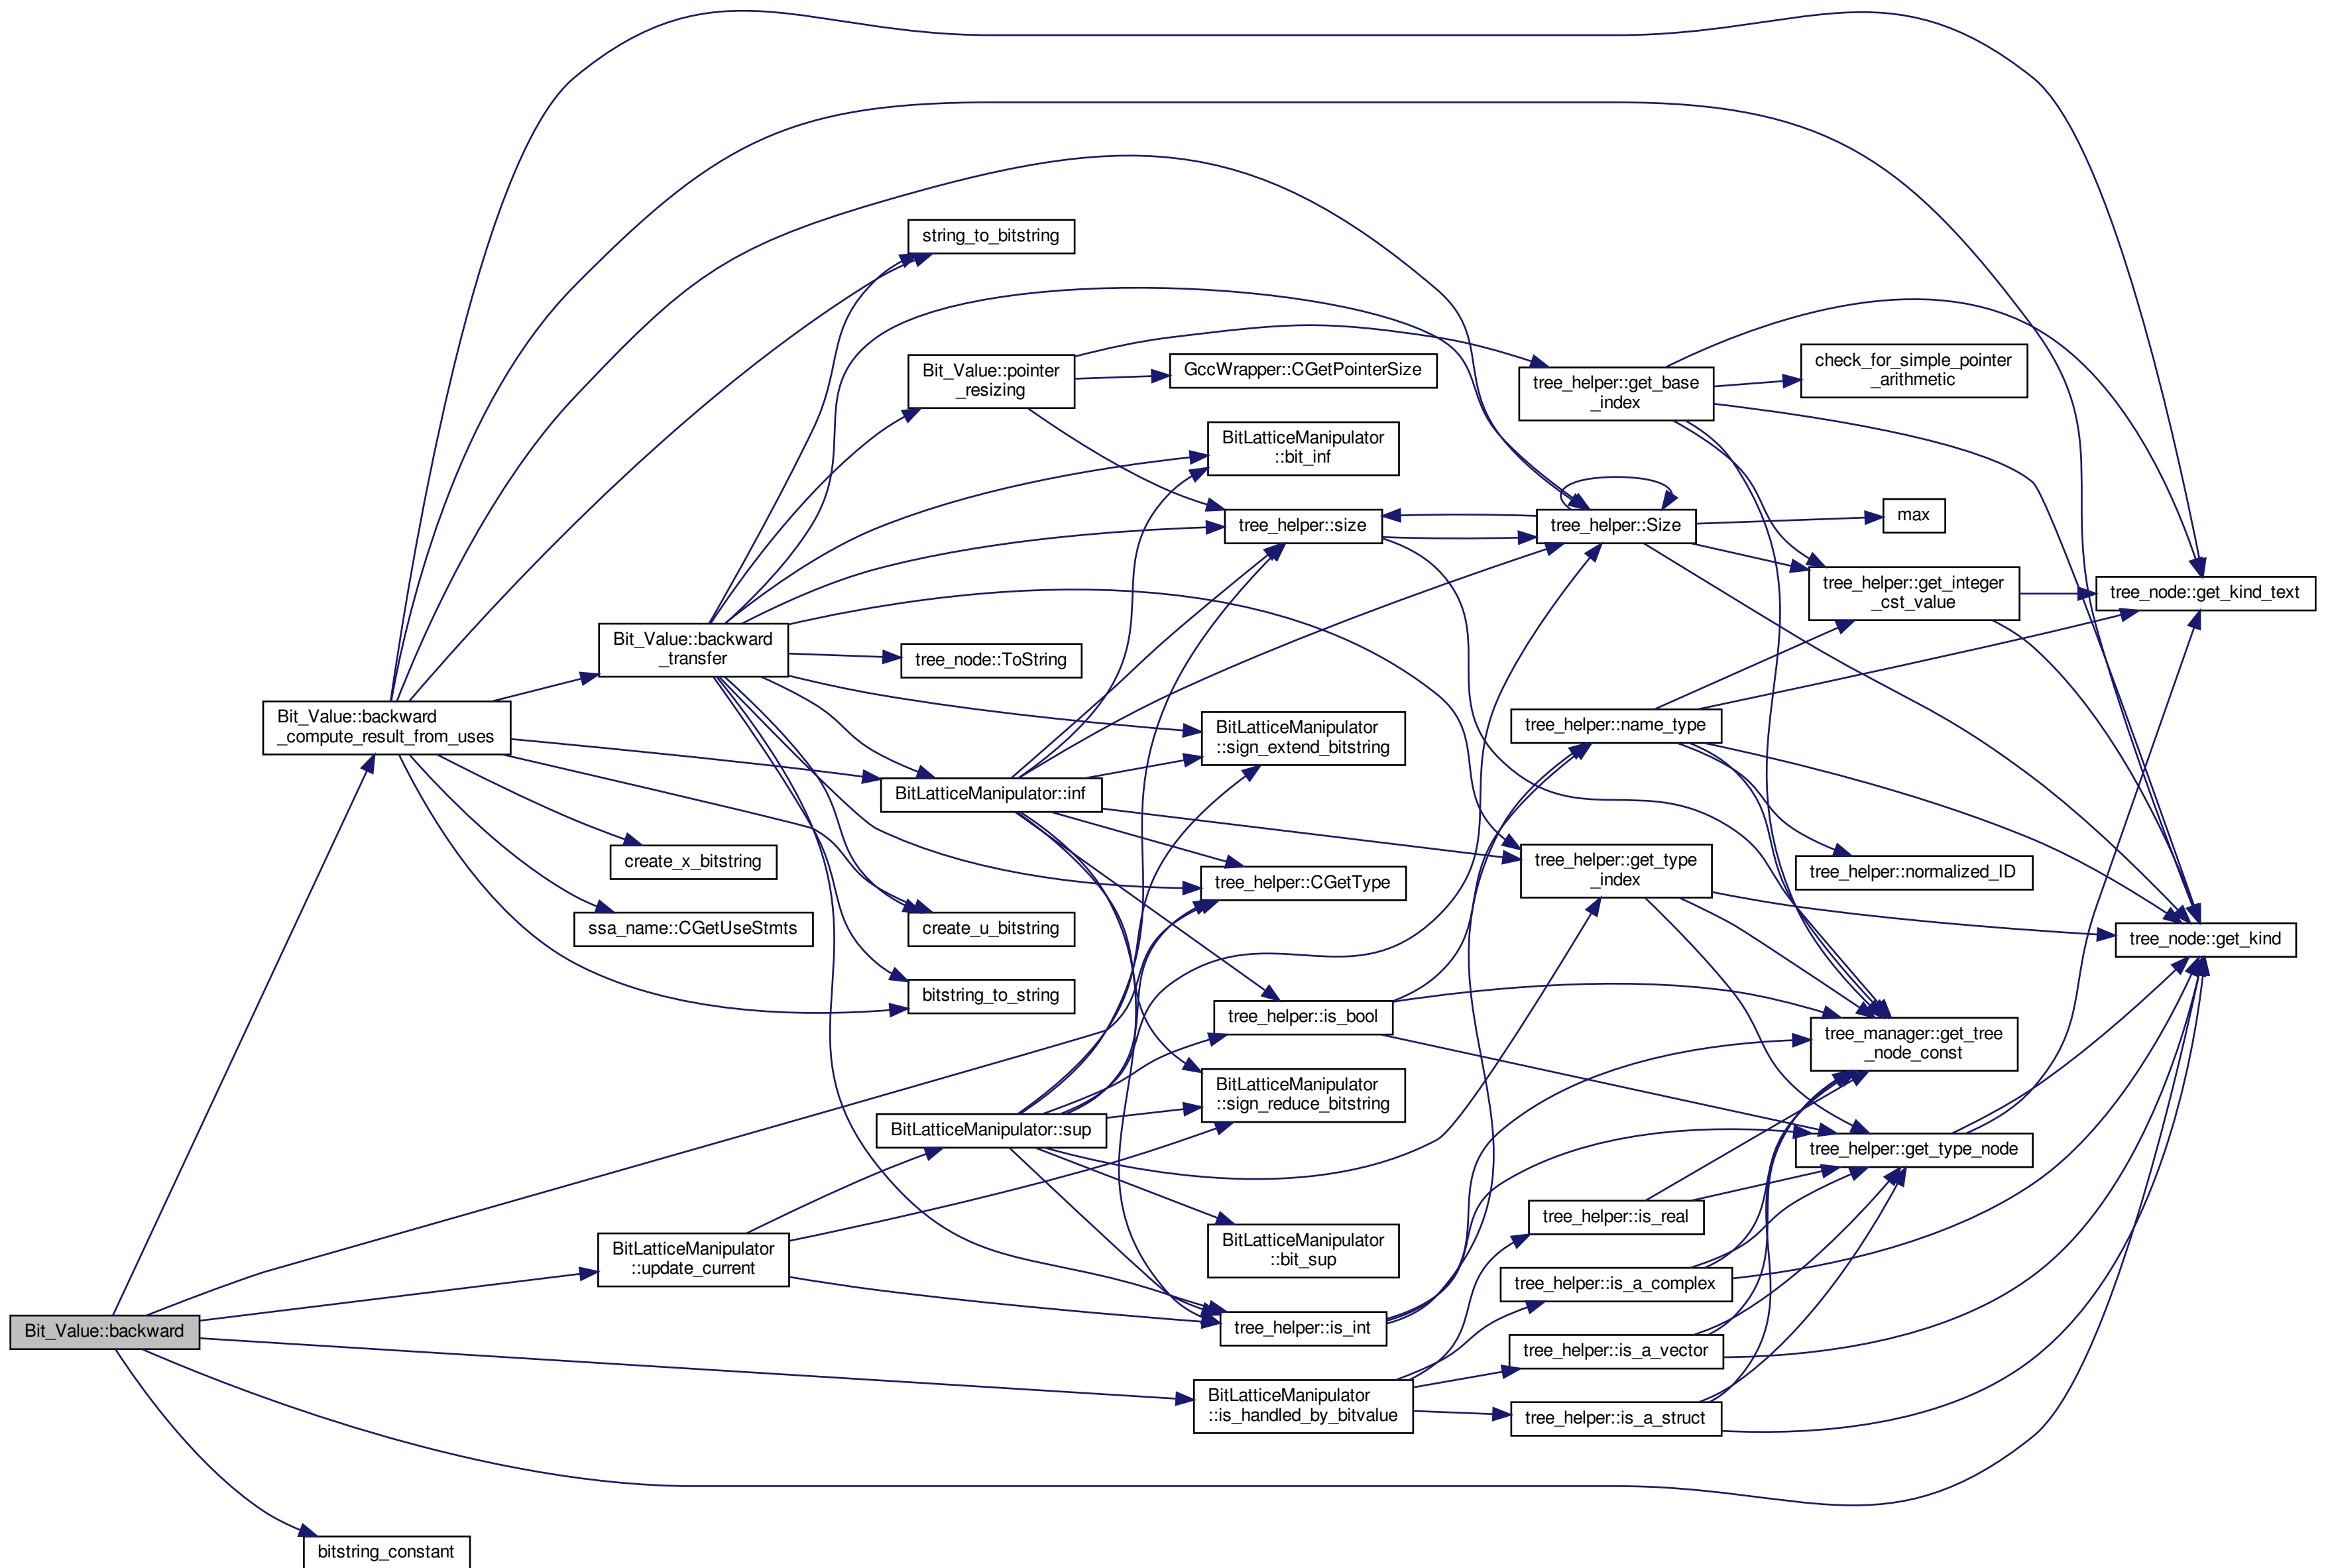 Bit_Value::backward
Bit_Value::backward
_compute_result_from_uses
bitstring_constant
Bit_Value::backward
_transfer
create_x_bitstring
ssa_name::CGetUseStmts
BitLatticeManipulator
::update_current
string_to_bitstring
Bit_Value::pointer
_resizing
tree_node::ToString
BitLatticeManipulator::inf
create_u_bitstring
bitstring_to_string
BitLatticeManipulator::sup
GccWrapper::CGetPointerSize
BitLatticeManipulator
::bit_inf
tree_helper::size
BitLatticeManipulator
::sign_extend_bitstring
tree_helper::CGetType
tree_helper::is_bool
BitLatticeManipulator
::sign_reduce_bitstring
BitLatticeManipulator
::bit_sup
tree_helper::is_int
BitLatticeManipulator
::is_handled_by_bitvalue
tree_helper::get_base
_index
tree_helper::Size
tree_helper::name_type
tree_helper::get_type
_index
tree_helper::is_real
tree_helper::is_a_complex
tree_helper::is_a_vector
tree_helper::is_a_struct
check_for_simple_pointer
_arithmetic
max
tree_helper::get_integer
_cst_value
tree_helper::normalized_ID
tree_manager::get_tree
_node_const
tree_helper::get_type_node
tree_node::get_kind_text
tree_node::get_kind